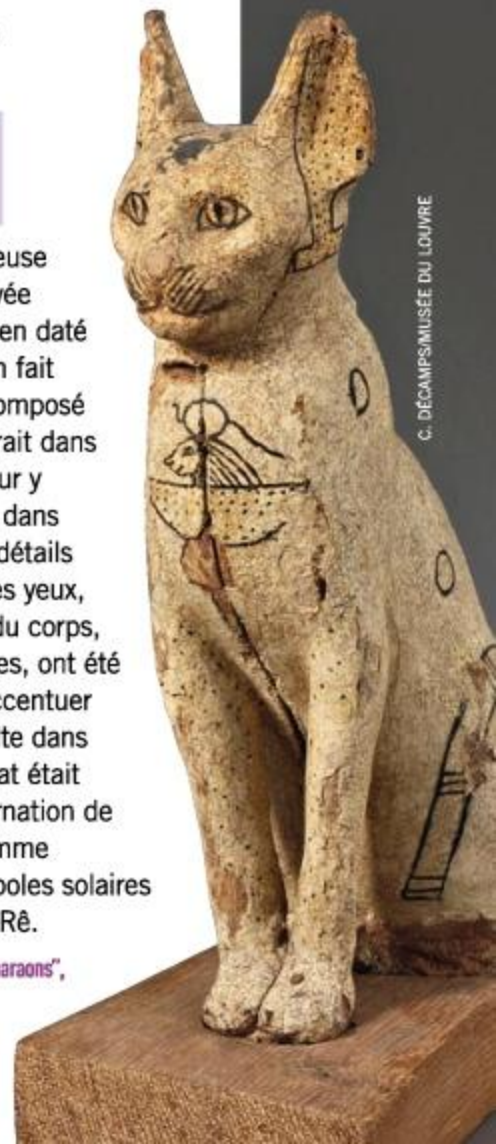 euse
vée
en daté
n fait
omposé
rait dans
ur y
dans
détails
es yeux,
du corps,
es, ont été
ccentuer
te dans
at était
rnation de
mme
boles solaires
Rê.
araons",
C. DÉCAMPS/MUSÉE DU LOUVRE